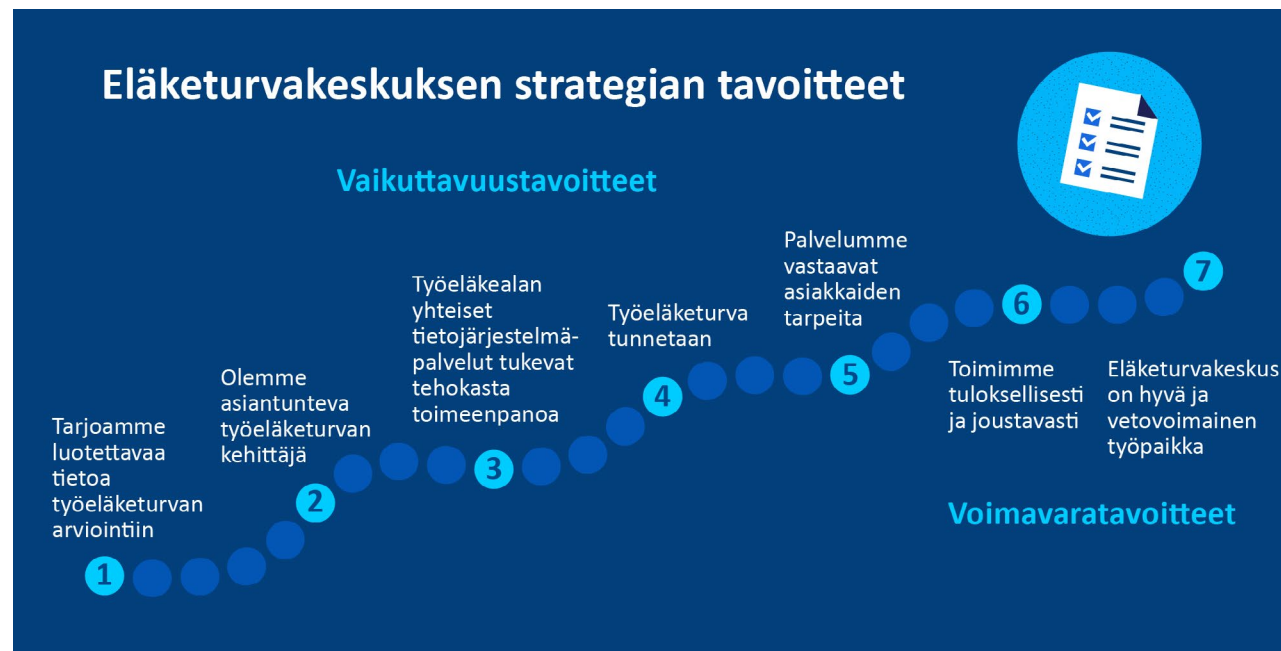 Eläketurvakeskuksen strategian tavoitteet
Vaikuttavuustavoitteet
Tarjoamme
luotettavaa
tietoa
työeläketurvan
arviointiin
1
Olemme
asiantunteva
työeläketurvan
kehittäjä
2
Työeläkealan
yhteiset
tietojärjestelmä-
palvelut tukevat
tehokasta
toimeenpanoa
3
Työeläketurva
tunnetaan
4
Palvelumme
vastaavat
asiakkaiden
tarpeita
5
6
Toimimme
tuloksellisesti
ja joustavasti
7
Eläketurvakeskus
on hyvä ja
vetovoimainen
työpaikka
Voimavaratavoitteet